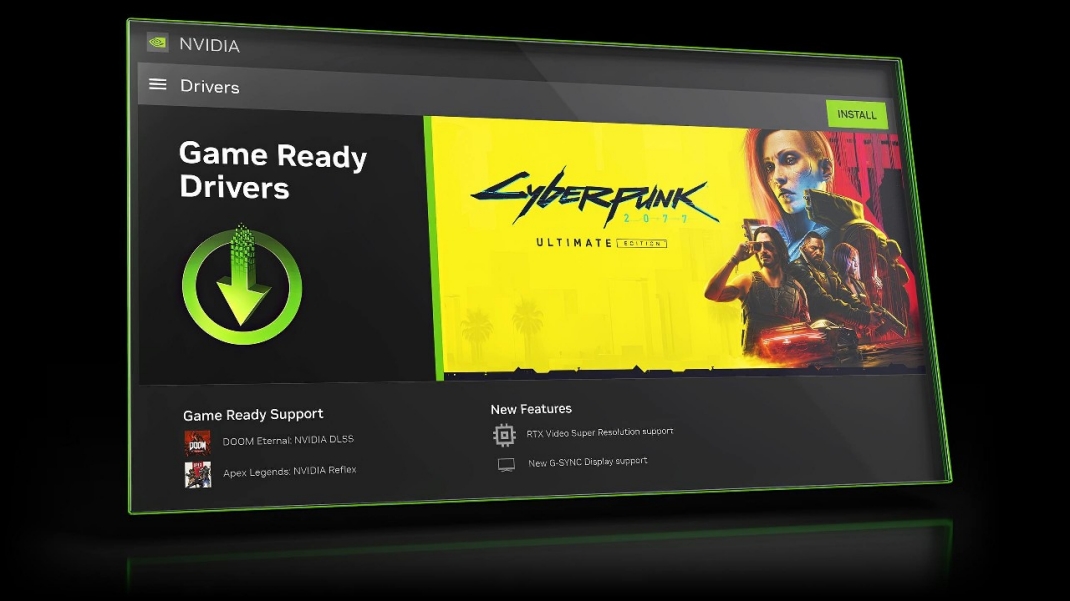 NVIDIA
Drivers
INSTALL
Game Ready
Drivers
Cyberpunk
2077
ULTIMATE EDITION
Game Ready Support
DOOM
DOOM Eternal: NVIDIA DLSS
Apex Legends: NVIDIA Reflex
New Features
RTX Video Super Resolution support
New G-SYNC Display support